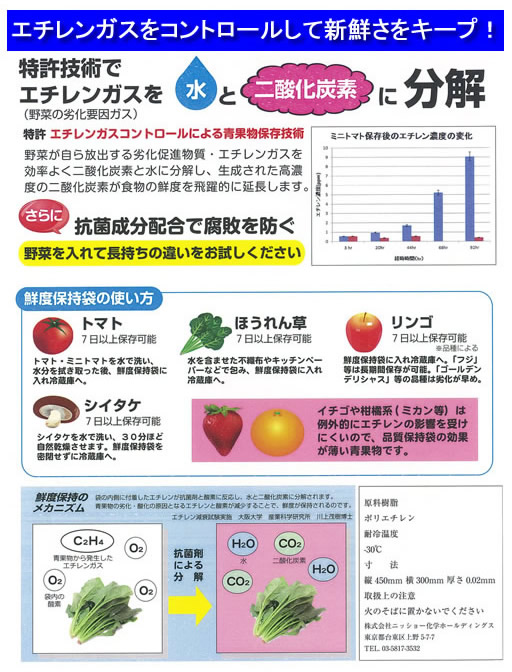 エチレンガスをコントロールして新鮮さをキープ！
特許技術で
エチレンガスを 水 と 二酸化炭素 に 分解
（野菜の劣化要因ガス）
特許 エチレンガスコントロールによる青果物保存技術
野菜が自ら放出する劣化促進物質・エチレンガスを
効率よく二酸化炭素と水に分解し、生成された高濃
度の二酸化炭素が食物の鮮度を飛躍的に延長します。
さらに 抗菌成分配合で腐敗を防ぐ
野菜を入れて長持ちの違いをお試しください
ミニトマト保存後のエチレン濃度の変化
エチレン濃度(ppm)
10
9
8
7
6
5
4
3
2
1
0
3hr 20hr 44hr 68hr 92hr
経時時間(hr)
鮮度保持袋の使い方
トマト
7日以上保存可能
トマト・ミニトマトを水で洗い、
水分を拭き取った後、鮮度保持袋に
入れ冷蔵庫へ。
ほうれん草
7日以上保存可能
水を含ませた不織布やキッチンペー
パーなどで包み、鮮度保持袋に入れ
冷蔵庫へ。
リンゴ
7日以上保存可能
※品種による
鮮度保持袋に入れ冷蔵庫へ。「フジ」
等は長期間保存が可能。「ゴールデン
デリシャス」等の品種は劣化が早め。
シイタケ
7日以上保存可能
シイタケを水で洗い、３０分ほど
自然乾燥させます。鮮度保持袋を
密閉せずに冷蔵庫へ。
イチゴや柑橘系(ミカン等)は
例外的にエチレンの影響を受け
にくいので、品質保持袋の効果
が薄い青果物です。
鮮度保持の
メカニズム
袋の内側に付着したエチレンが抗菌剤と酸素に反応し、水と二酸化炭素に分解されます。
青果物の劣化・酸化の原因となるエチレンと酸素が減少することで、鮮度が保持されるのです。
エチレン減衰試験実施 大阪大学 産業科学研究所 川上茂樹博士
C2H4
青果物から発生した
エチレンガス
O2
O2
袋内の
酸素
O2
抗菌剤
による
分解
H2O
水
CO2
二酸化炭素
H2O
CO2
原料樹脂
ポリエチレン
耐冷温度
-30℃
寸 法
縦450mm 横300mm 厚さ0.02mm
取扱上の注意
火のそばに置かないでください
株式会社ニッショー化学ホールディングス
東京都台東区上野 5-7-7
TEL. 03-5817-3532